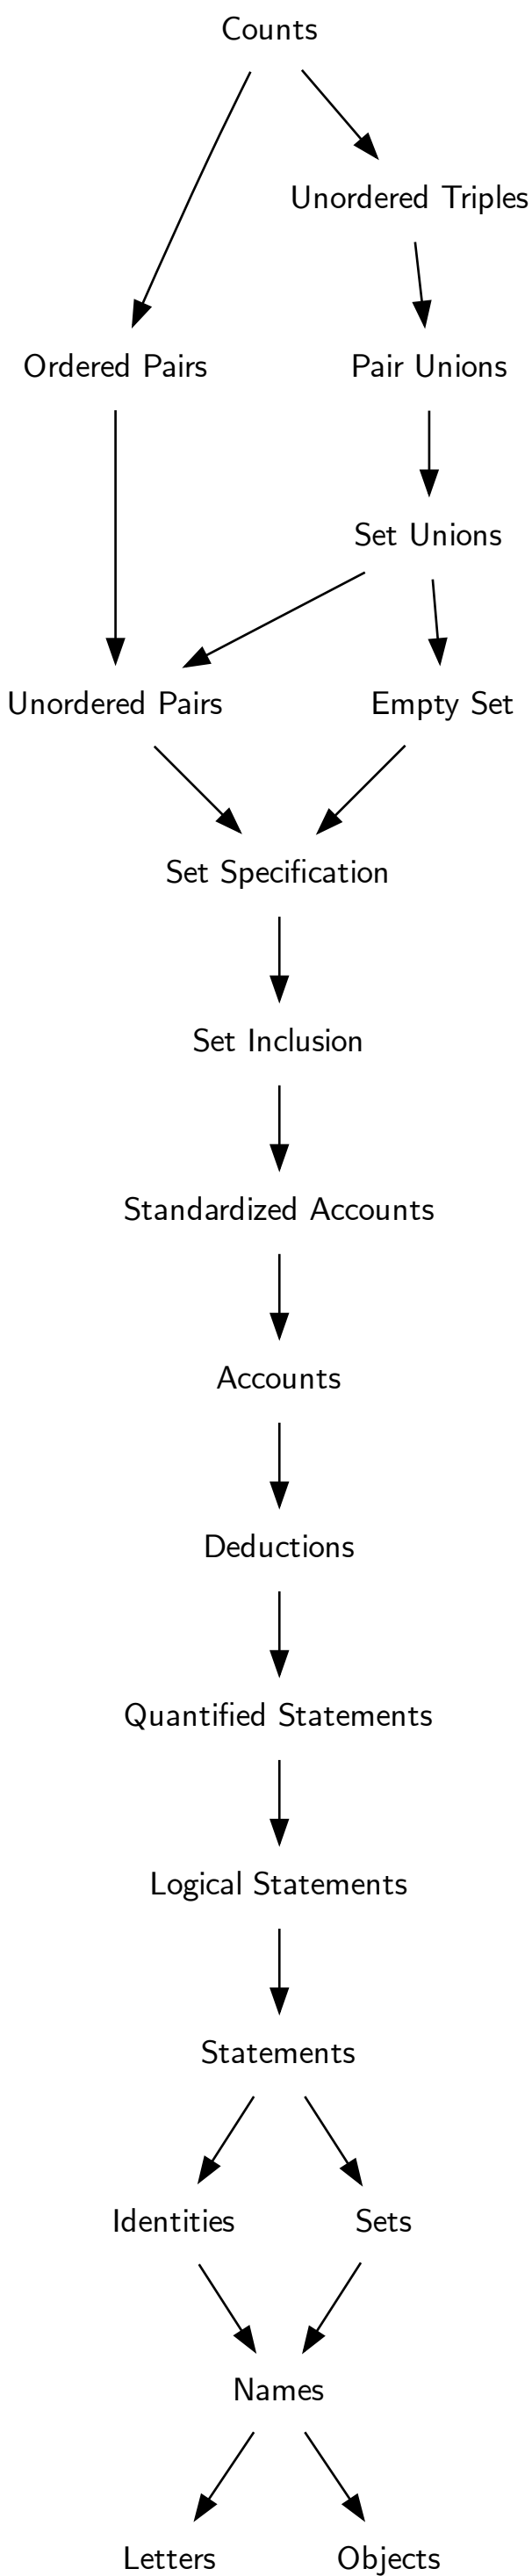 Counts
Unordered Triples
Ordered Pairs
Pair Unions
Set Unions
Unordered Pairs
Empty Set
Set Specification
Set Inclusion
Standardized Accounts
Accounts
Deductions
Quantified Statements
Logical Statements
Statements
Identities
Sets
Names
Letters
Objects